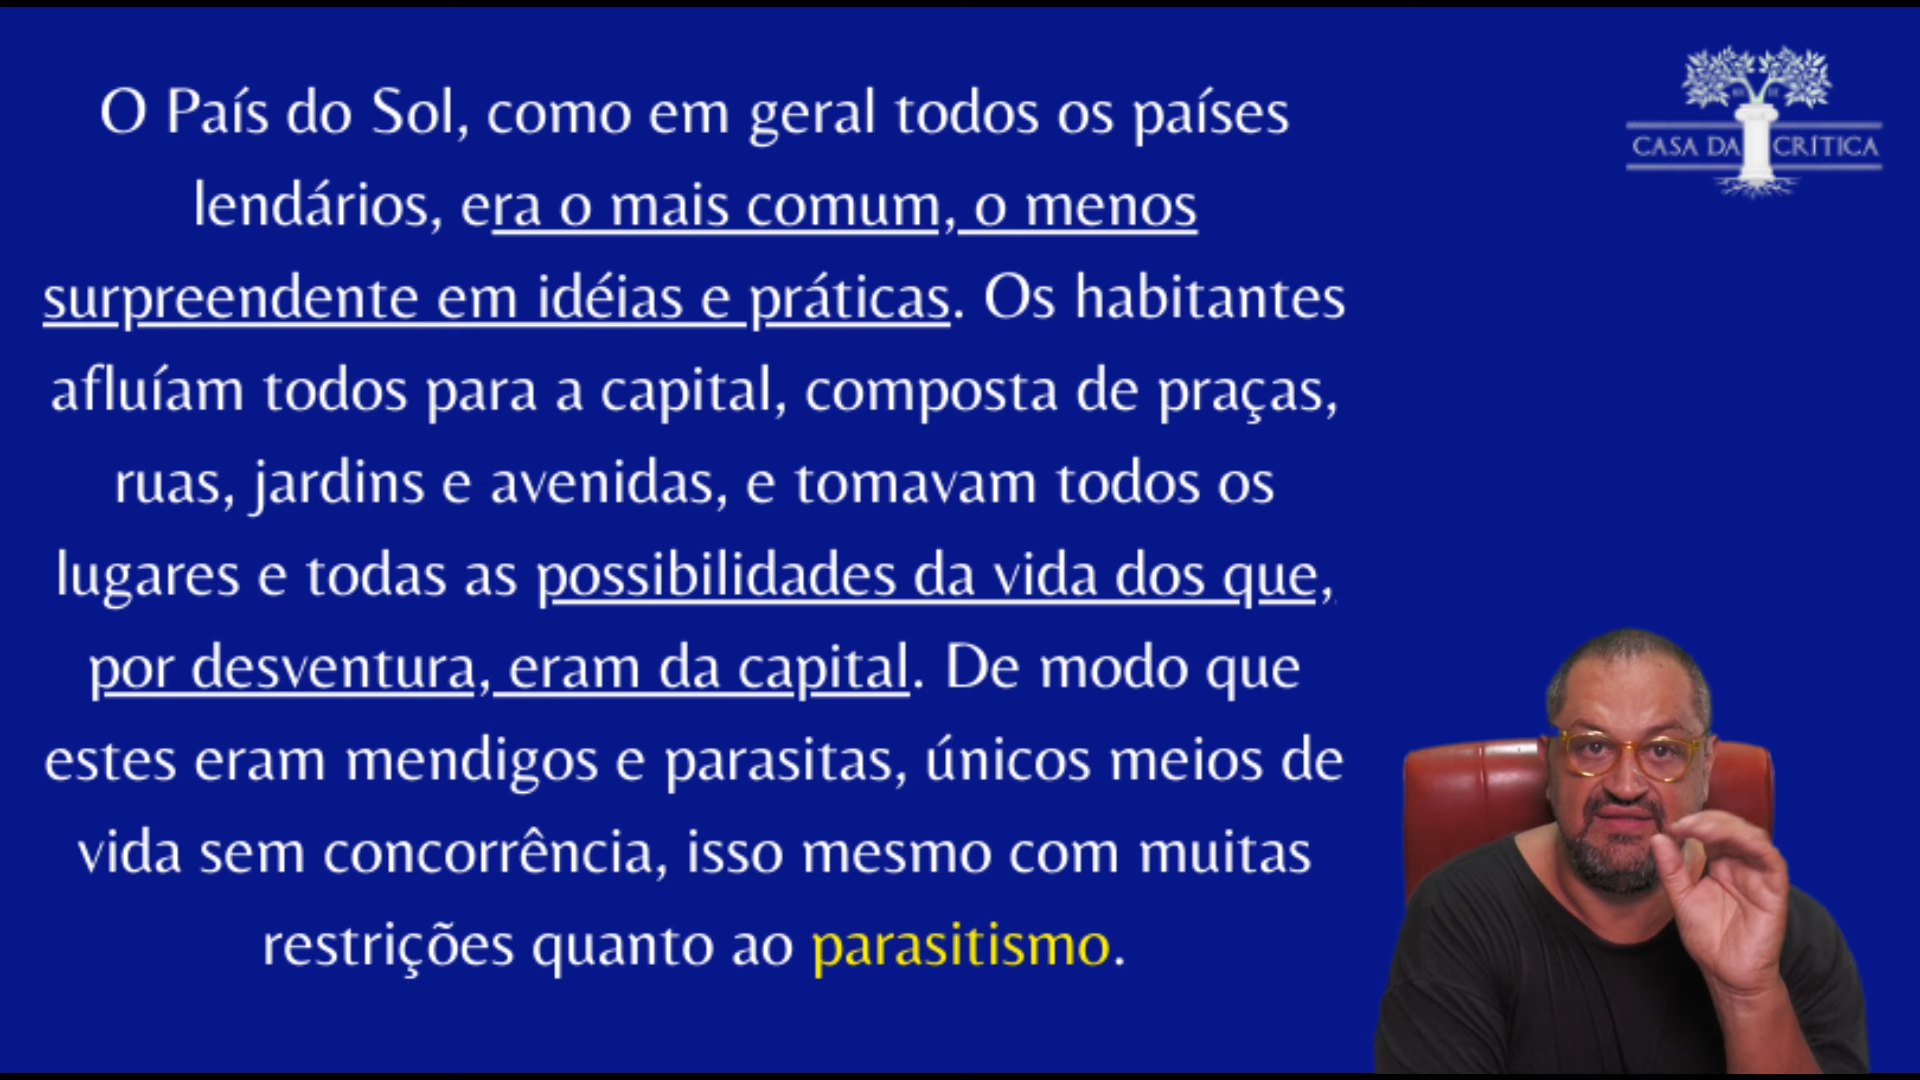 O País do Sol, como em geral todos os países
lendários, era o mais comum, o menos
surpreendente em idéias e práticas. Os habitantes
afluíam todos para a capital, composta de praças,
ruas, jardins e avenidas, e tomavam todos os
lugares e todas as possibilidades da vida dos que,
por desventura, eram da capital. De modo que
estes eram mendigos e parasitas, únicos meios de
vida sem concorrência, isso mesmo com muitas
restrições quanto ao parasitismo.
CASA DA CRÍTICA